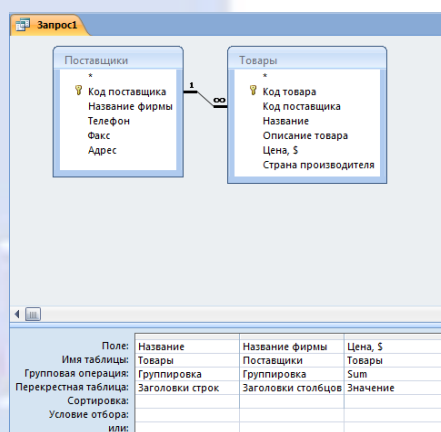 Запрос1
Поставщики
*
Код поставщика
Название фирмы
Телефон
Факс
Адрес
1
∞
Товары
*
Код товара
Код поставщика
Название
Описание товара
Цена, $
Страна производителя
Поле: Название Название фирмы Цена, $
Имя таблицы: Товары Поставщики Товары
Групповая операция: Группировка Группировка Sum
Перекрестная таблица: Заголовки строк Заголовки столбцов Значение
Сортировка:
Условие отбора:
или: